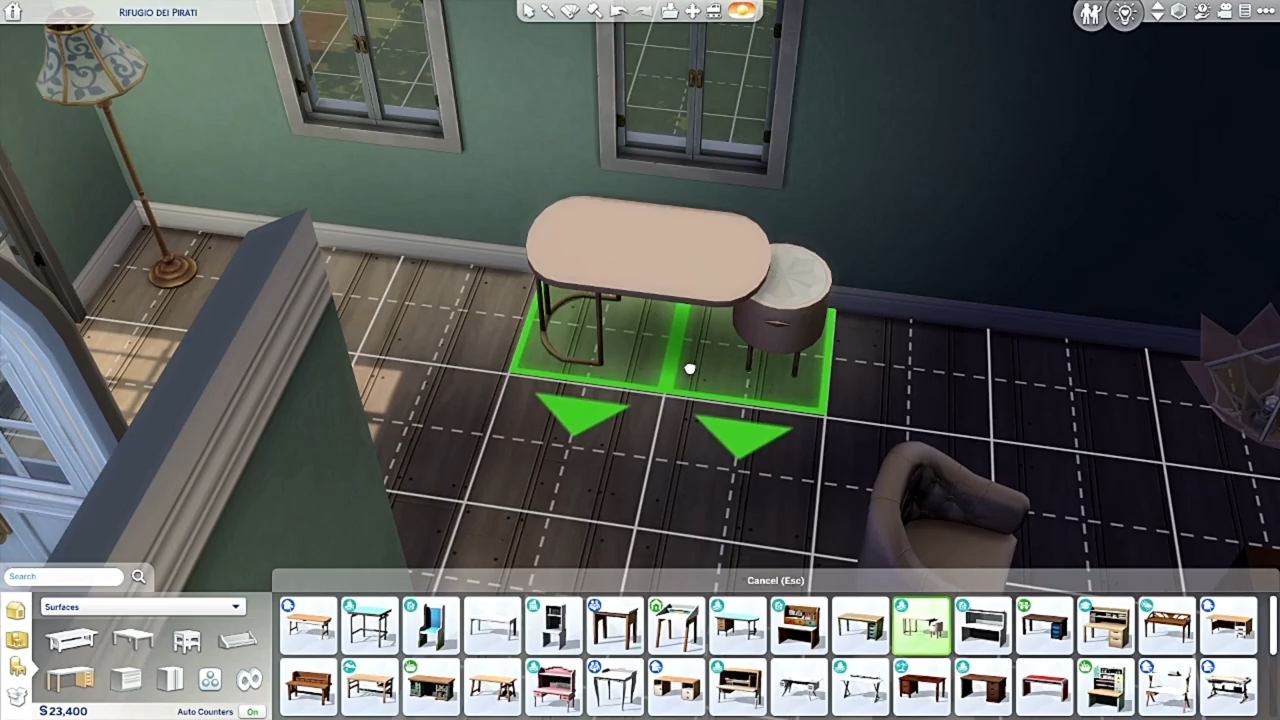 RIFUGIO DEI PIRATI
Cancel (Esc)
Search
Surfaces
§23,400
Auto Counters On